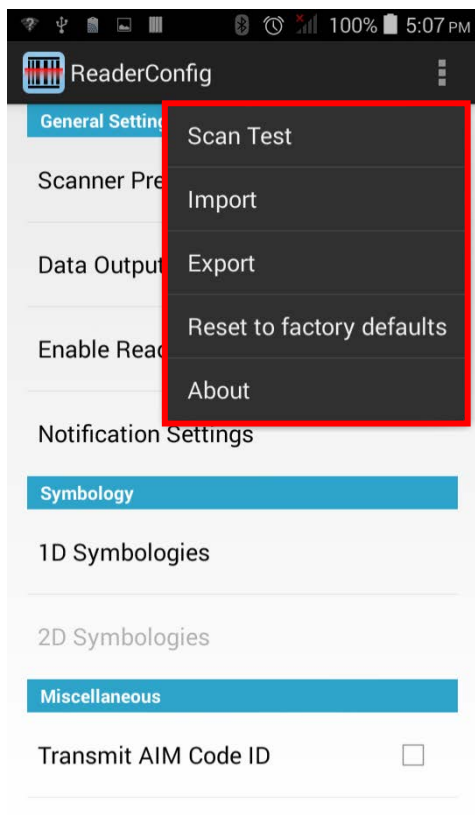 100% 5:07 PM
ReaderConfig
General Setting
Scan Test
Scanner Pre
Import
Data Output
Export
Enable Read
Reset to factory defaults
About
Notification Settings
Symbology
1D Symbologies
2D Symbologies
Miscellaneous
Transmit AIM Code ID